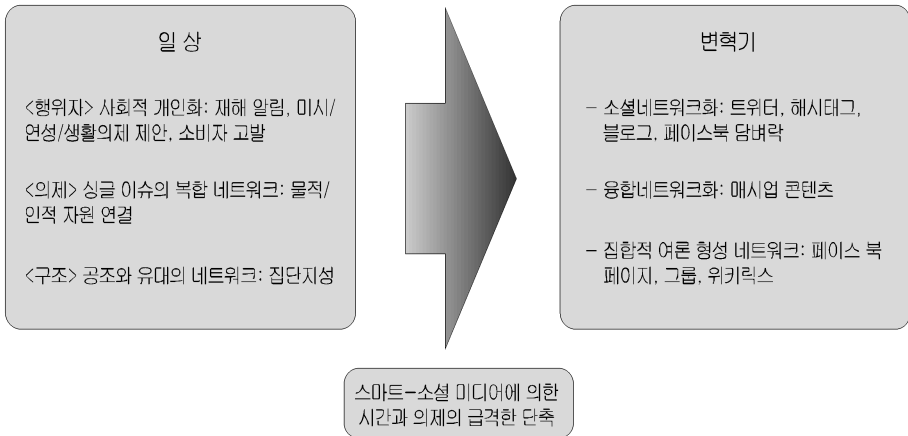 일 상
<행위자> 사회적 개인화: 재해 알림, 미시/
연성/생활의제 제안, 소비자 고발
<의제> 싱글 이슈의 복합 네트워크: 물적/
인적 자원 연결
<구조> 공조와 유대의 네트워크: 집단지성
변혁기
– 소셜네트워크화: 트위터, 해시태그,
블로그, 페이스북 담벼락
– 융합네트워크화: 매시업 콘텐츠
– 집합적 여론 형성 네트워크: 페이스 북
페이지, 그룹, 위키릭스
스마트-소셜 미디어에 의한
시간과 의제의 급격한 단축